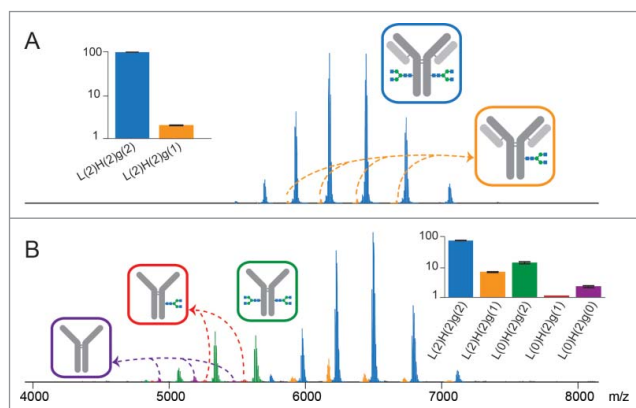 A
100
10
1
L(2)H(2)g(2)
L(2)H(2)g(1)
B
100
10
1
L(2)H(2)g(2)
L(2)H(2)g(1)
L(0)H(2)g(2)
L(0)H(2)g(1)
L(0)H(2)g(0)
4000 5000 6000 7000 8000 m/z